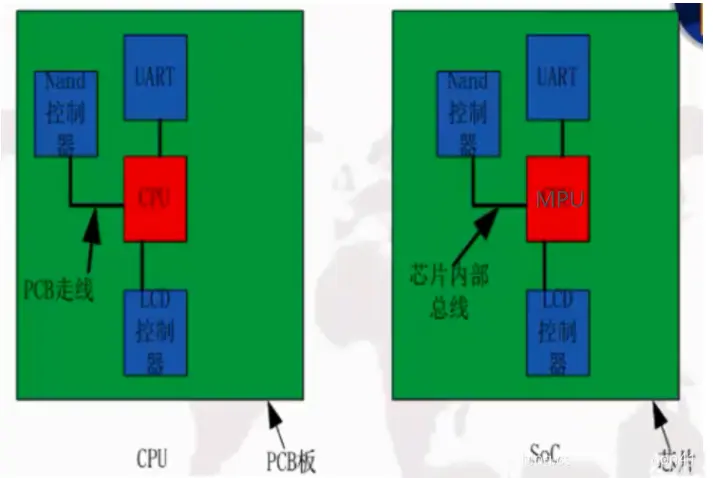 Nand
控制
器
UART
CPU
PCB走线
LCD
控制
器
CPU
PCB板
Nand
控制
器
UART
MPU
芯片内部
总线
LCD
控制
器
SoC
芯片